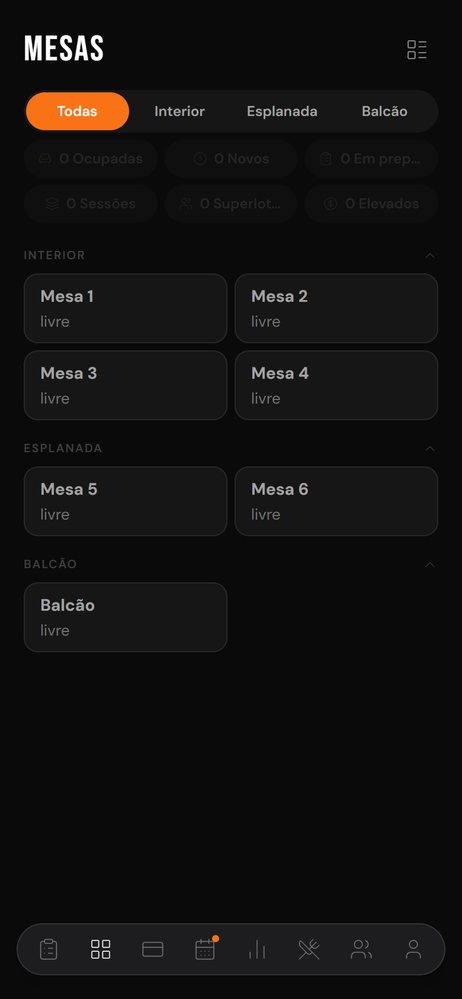 MESAS
Todas Interior Esplanada Balcão
0 Ocupadas 0 Novos 0 Em prep...
0 Sessões 0 Superlot... 0 Elevados
INTERIOR
Mesa 1 Mesa 2
livre livre
Mesa 3 Mesa 4
livre livre
ESPLANADA
Mesa 5 Mesa 6
livre livre
BALCÃO
Balcão
livre